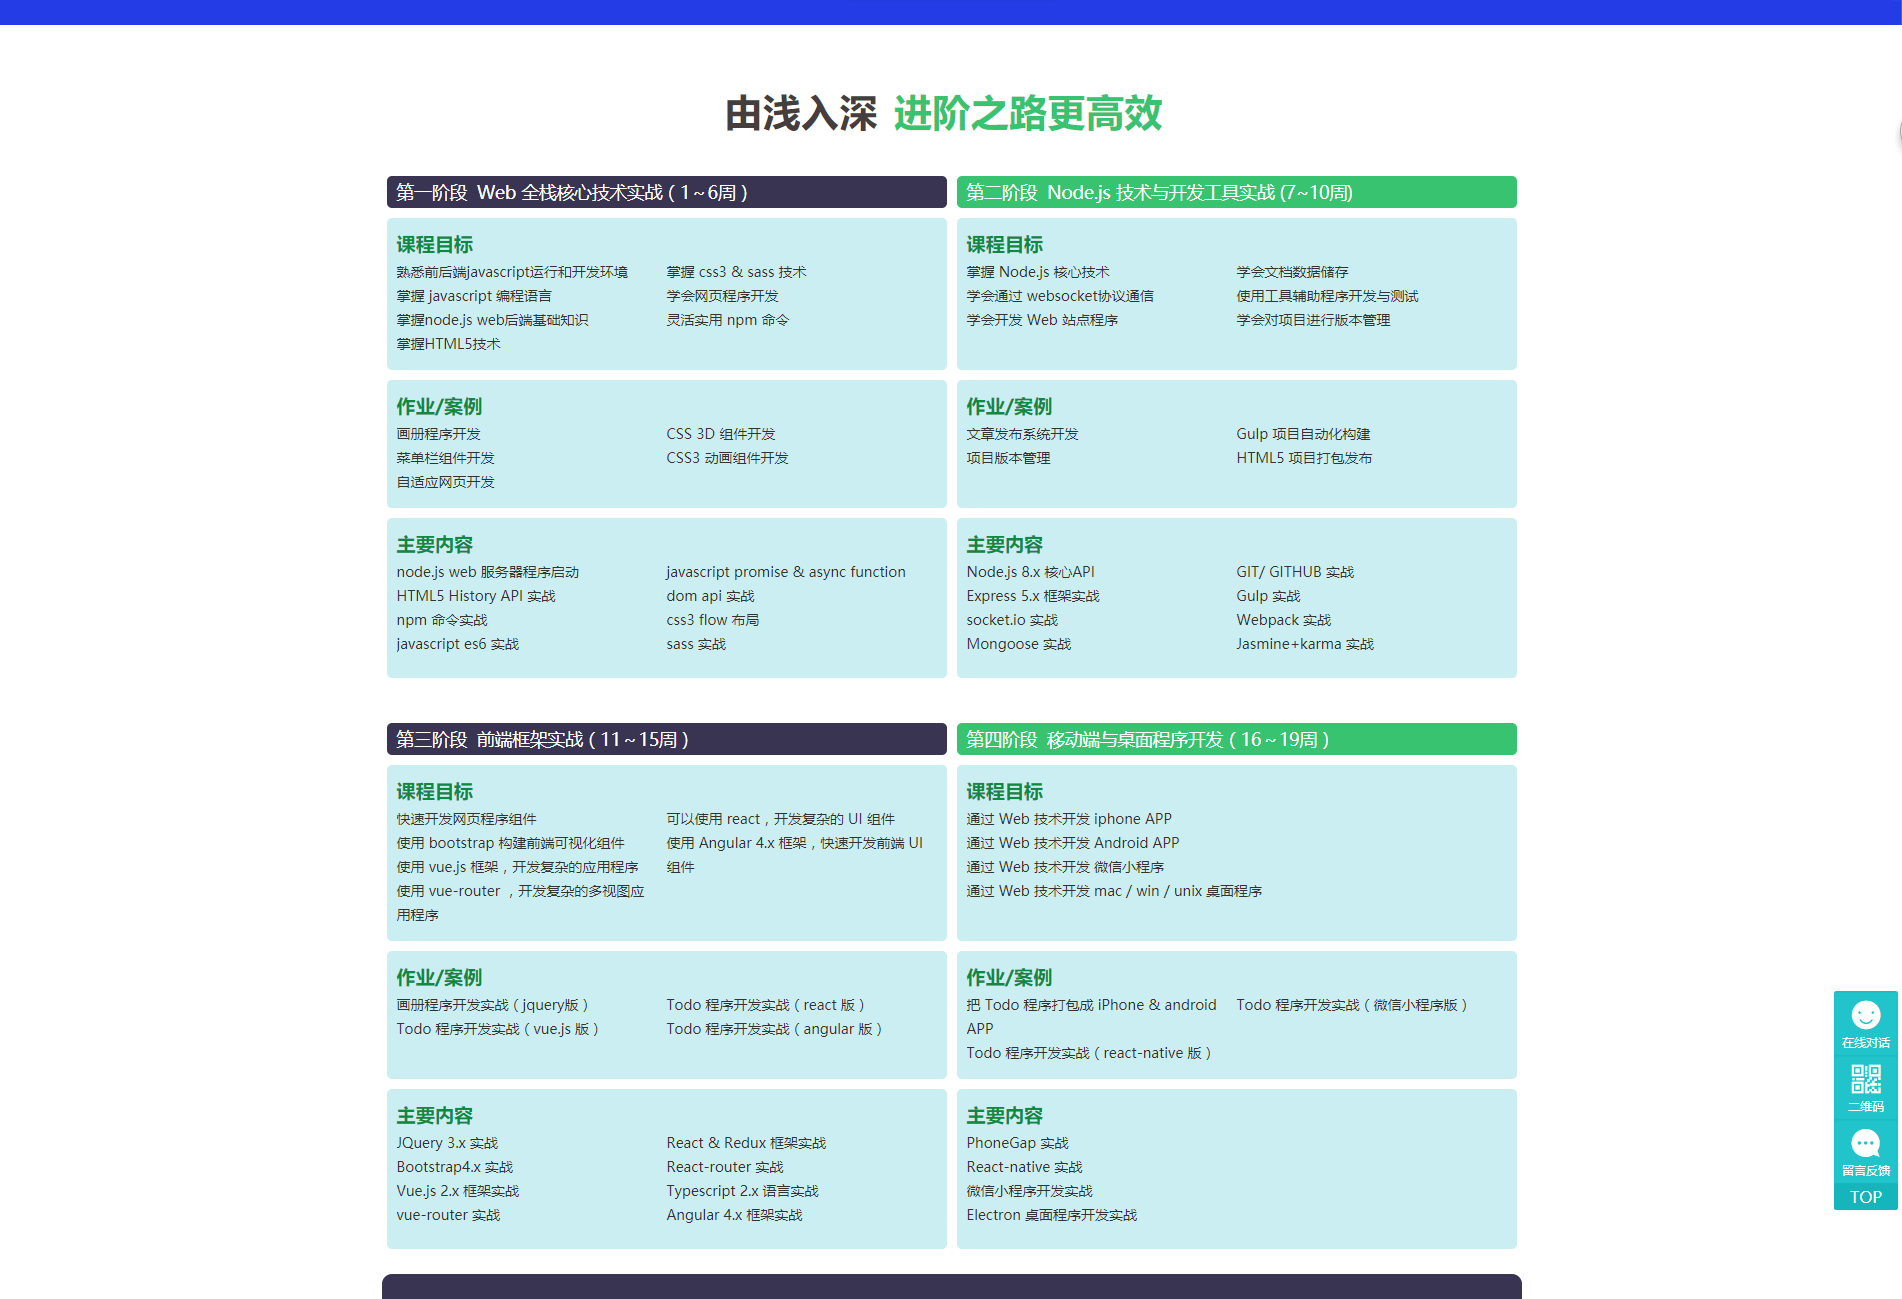 由浅入深 进阶之路更高效
第一阶段 Web 全栈核心技术实战 ( 1 ~ 6周 )
课程目标
熟悉前后端javascript运行和开发环境
掌握 javascript 编程语言
掌握node.js web后端基础知识
掌握HTML5技术
掌握 css3 & sass 技术
学会网页程序开发
灵活实用 npm 命令
作业/案例
画册程序开发
菜单栏组件开发
自适应网页开发
CSS 3D 组件开发
CSS3 动画组件开发
主要内容
node.js web 服务器程序启动
HTML5 History API 实战
npm 命令实战
javascript es6 实战
javascript promise & async function
dom api 实战
css3 flow 布局
sass 实战
第二阶段 Node.js 技术与开发工具实战 (7~10周)
课程目标
掌握 Node.js 核心技术
学会通过 websocket协议通信
学会开发 Web 站点程序
学会文档数据储存
使用工具辅助程序开发与测试
学会对项目进行版本管理
作业/案例
文章发布系统开发
项目版本管理
Gulp 项目自动化构建
HTML5 项目打包发布
主要内容
Node.js 8.x 核心API
Express 5.x 框架实战
socket.io 实战
Mongoose 实战
GIT/ GITHUB 实战
Gulp 实战
Webpack 实战
Jasmine+karma 实战
第三阶段 前端框架实战 ( 11 ~ 15周 )
课程目标
快速开发网页程序组件
使用 bootstrap 构建前端可视化组件
使用 vue.js 框架，开发复杂的应用程序
使用 vue-router ，开发复杂的多视图应
用程序
可以使用 react，开发复杂的 UI 组件
使用 Angular 4.x 框架，快速开发前端 UI
组件
作业/案例
画册程序开发实战 ( jquery版 )
Todo 程序开发实战 ( vue.js 版 )
Todo 程序开发实战 ( react 版 )
Todo 程序开发实战 ( angular 版 )
主要内容
JQuery 3.x 实战
Bootstrap4.x 实战
Vue.js 2.x 框架实战
vue-router 实战
React & Redux 框架实战
React-router 实战
Typescript 2.x 语言实战
Angular 4.x 框架实战
第四阶段 移动端与桌面程序开发 ( 16 ~ 19周 )
课程目标
通过 Web 技术开发 iphone APP
通过 Web 技术开发 Android APP
通过 Web 技术开发 微信小程序
通过 Web 技术开发 mac / win / unix 桌面程序
作业/案例
把 Todo 程序打包成 iPhone & android
APP
Todo 程序开发实战 ( react-native 版 )
Todo 程序开发实战 ( 微信小程序版 )
主要内容
PhoneGap 实战
React-native 实战
微信小程序开发实战
Electron 桌面程序开发实战
在线对话
二维码
留言反馈
TOP